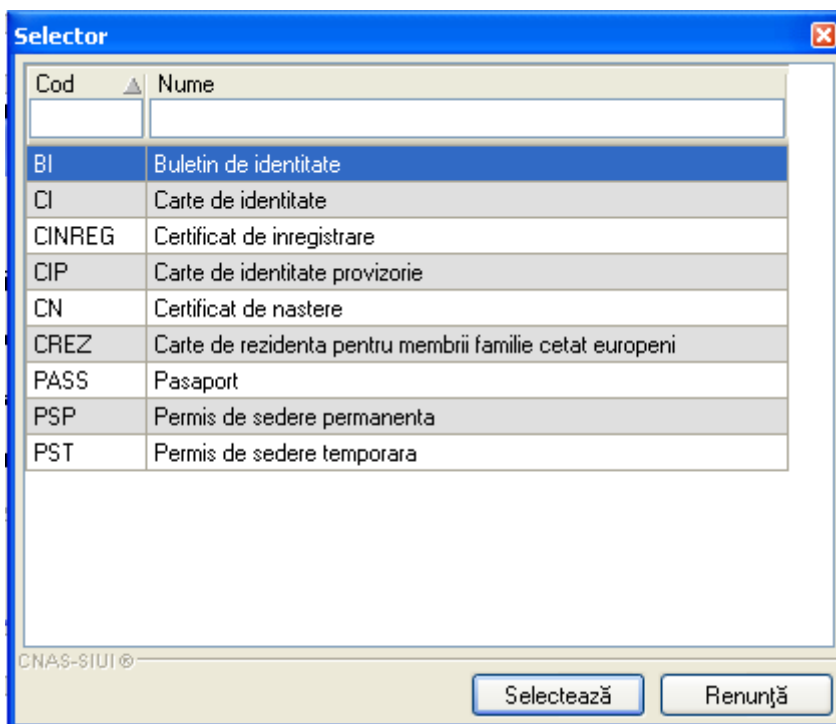 Selector
Cod Nume
BI Buletin de identitate
CI Carte de identitate
CINREG Certificat de inregistrare
CIP Carte de identitate provizorie
CN Certificat de nastere
CREZ Carte de rezidenta pentru membrii familie cetat europeni
PASS Pasaport
PSP Permis de sedere permanenta
PST Permis de sedere temporara
CNAS-SIUI ®
Selectează Renunţă